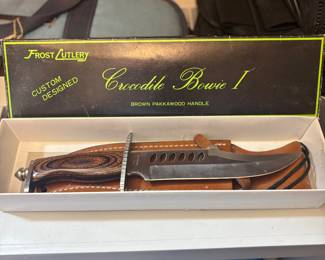 FROST CUTLERY
CUSTOM
DESIGNED
Crocodile Bowie I
BROWN PAKKAWOOD HANDLE